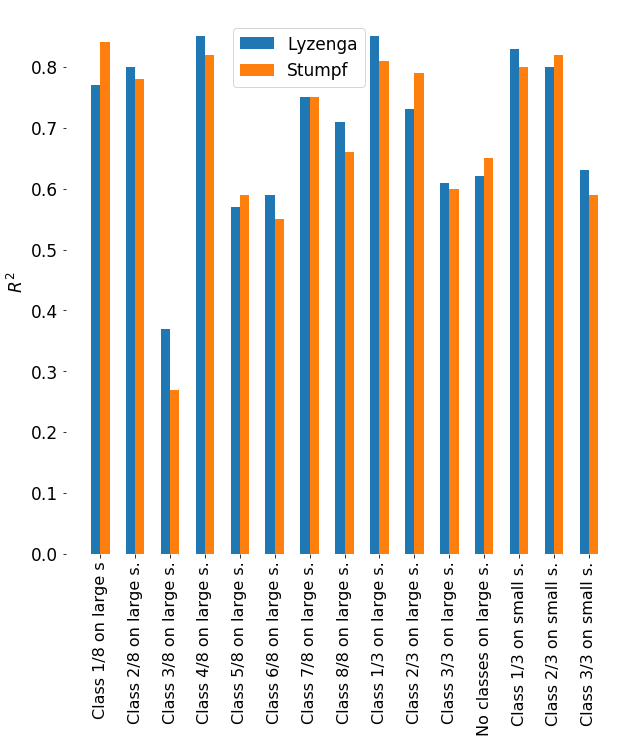 Lyzenga
Stumpf
0.8
0.7
0.6
0.5
0.4
0.3
0.2
0.1
0.0
R²
Class 1/8 on large s
Class 2/8 on large s.
Class 3/8 on large s.
Class 4/8 on large s.
Class 5/8 on large s.
Class 6/8 on large s.
Class 7/8 on large s.
Class 8/8 on large s.
Class 1/3 on large s.
Class 2/3 on large s.
Class 3/3 on large s.
No classes on large s.
Class 1/3 on small s.
Class 2/3 on small s.
Class 3/3 on small s.